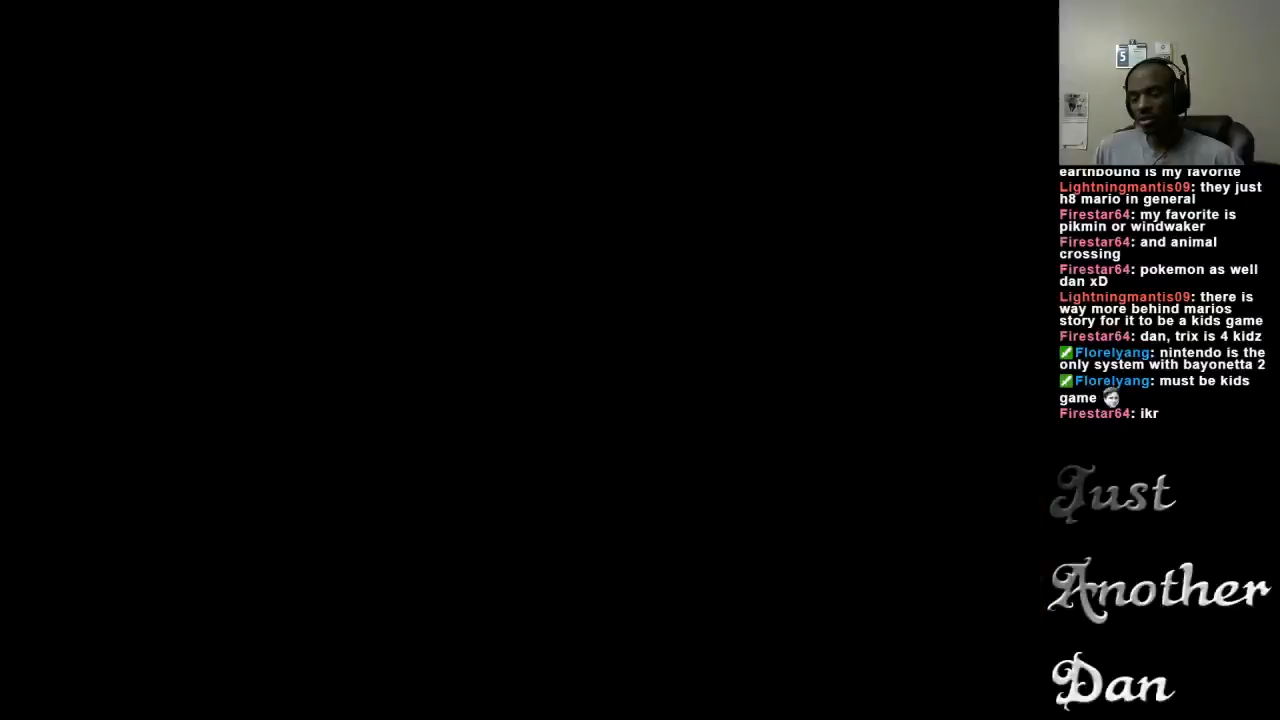 5
earthbound is my favorite
Lightningmantis09: they just
h8 mario in general
Firestar64: my favorite is
pikmin or windwaker
Firestar64: and animal
crossing
Firestar64: pokemon as well
dan xD
Lightningmantis09: there is
way more behind marios
story for it to be a kids game
Firestar64: dan, trix is 4 kidz
Florelyang: nintendo is the
only system with bayonetta 2
Florelyang: must be kids
game
Firestar64: ikr
Just
Another
Dan